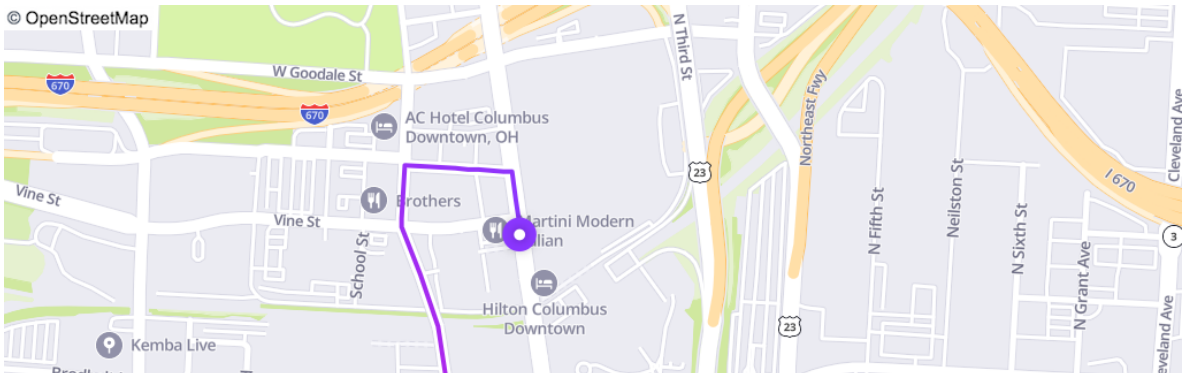 © OpenStreetMap
W Goodale St
670
670
AC Hotel Columbus
Downtown, OH
N Third St
Northeast Fwy
Cleveland Ave
23
I 670
Vine St
Brothers
Vine St
Martini Modern
School St
N Fifth St
Neilston St
N Sixth St
3
N Grant Ave
Hilton Columbus
Downtown
23
Kemba Live
Cleveland Ave